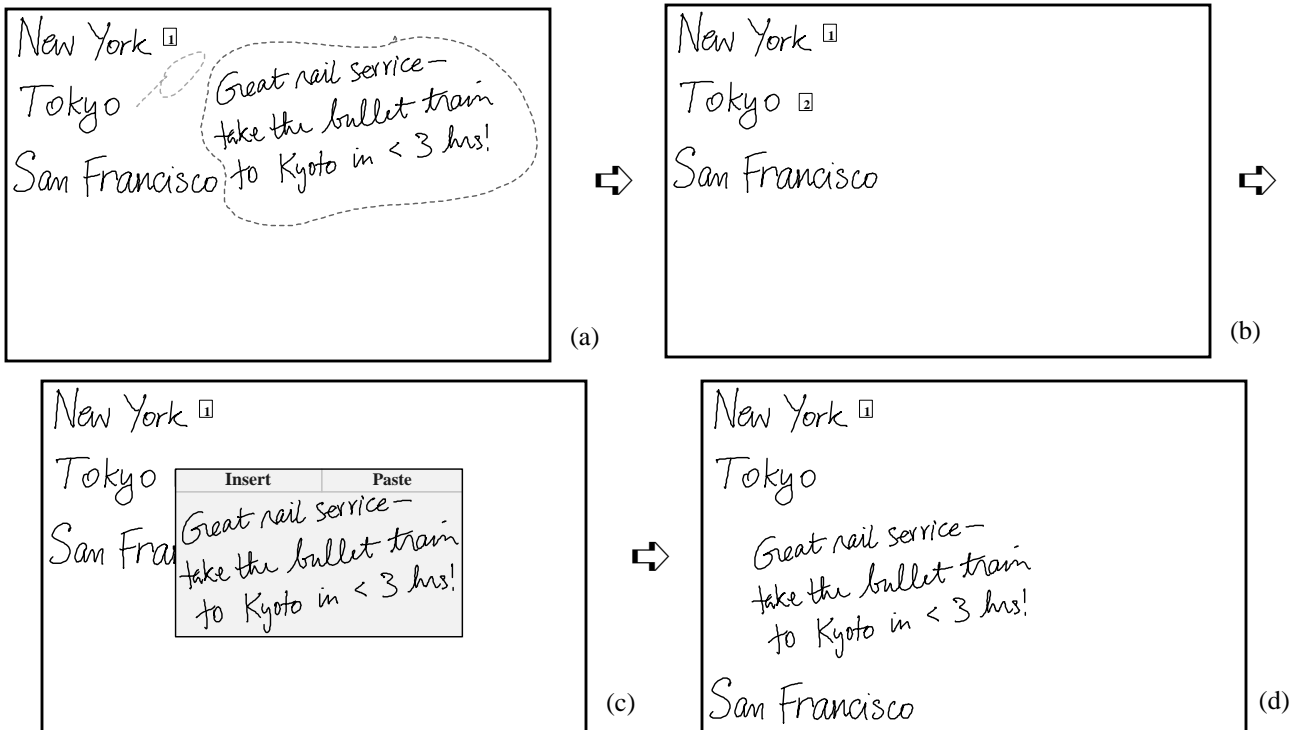 New York 1
Great rail service–
Tokyo
take the bullet train
San Francisco
to Kyoto in < 3 hrs!
(a)
New York 1
Tokyo 2
San Francisco
(b)
New York 1
Tokyo
Insert Paste
Great rail service–
San Fra
take the bullet train
to Kyoto in < 3 hrs!
(c)
New York 1
Tokyo
Great rail service–
take the bullet train
to Kyoto in < 3 hrs!
San Francisco
(d)